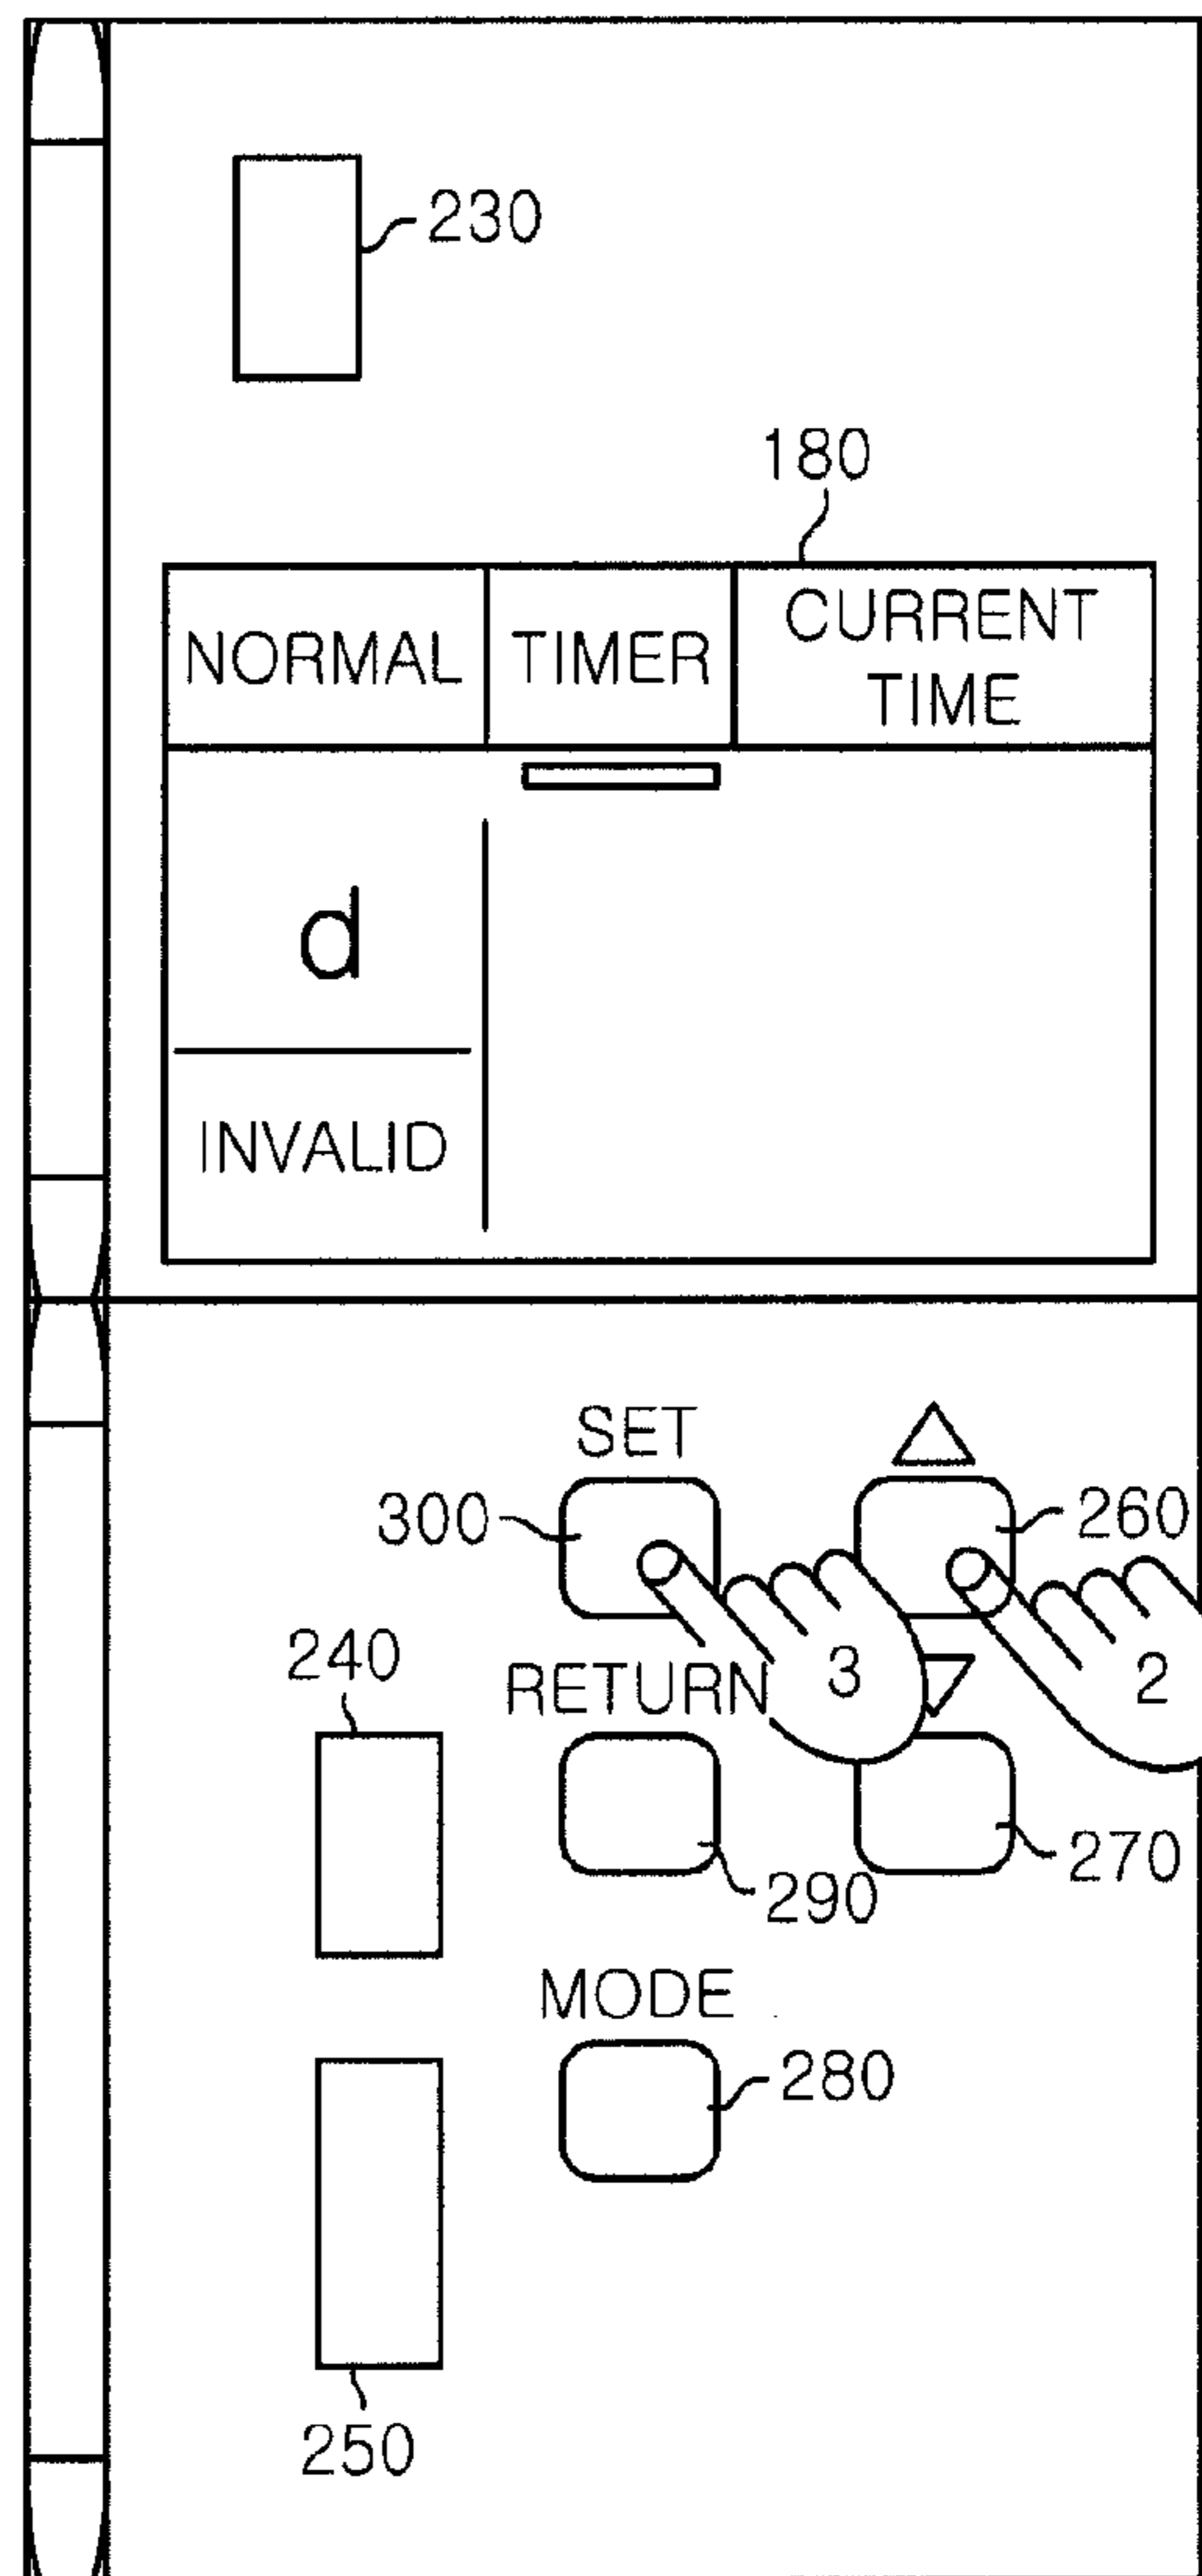 230
180
NORMAL TIMER CURRENT TIME
d
INVALID
SET
300
260
240
RETURN
3
2
290
270
MODE
280
250